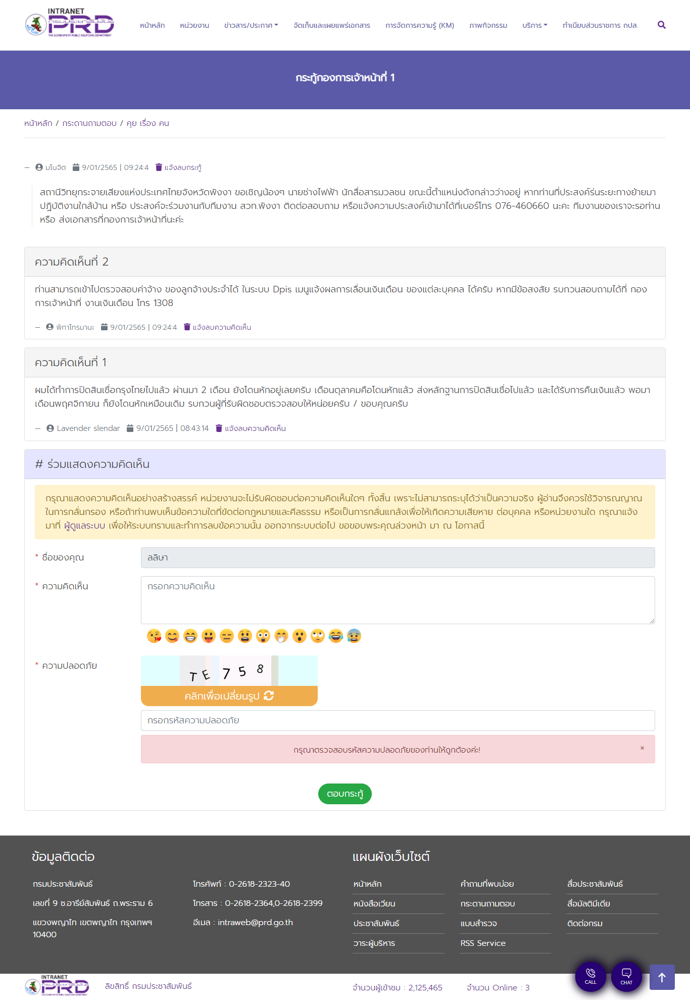 INTRANET
PRD
กรมประชาสัมพันธ์
THE GOVERNMENT PUBLIC RELATIONS DEPARTMENT
หน้าหลัก หน่วยงาน ข่าวสาร/ประกาศ จัดเก็บและเผยแพร่เอกสาร การจัดการความรู้ (KM) ภาพกิจกรรม บริการ ทำเนียบส่วนราชการ กปส.
กระทู้กองการเจ้าหน้าที่ 1
หน้าหลัก / กระดานถามตอบ / คุย เรื่อง คน
— มโนจิต 9/01/2565 | 09:24:4 แจ้งลบกระทู้
สถานีวิทยุกระจายเสียงแห่งประเทศไทยจังหวัดพังงา ขอเชิญน้องๆ นายช่างไฟฟ้า นักสื่อสารมวลชน ขณะนี้ตำแหน่งดังกล่าวว่างอยู่ หากท่านที่ประสงค์ร่นระยะทางย้ายมา
ปฏิบัติงานใกล้บ้าน หรือ ประสงค์จะร่วมงานกับทีมงาน สวท.พังงา ติดต่อสอบถาม หรือแจ้งความประสงค์เข้ามาได้ที่เบอร์โทร 076-460660 นะคะ ทีมงานของเราจะรอท่าน
หรือ ส่งเอกสารที่กองการเจ้าหน้าที่นะค่ะ
ความคิดเห็นที่ 2
ท่านสามารถเข้าไปตรวจสอบค่าจ้าง ของลูกจ้างประจำได้ ในระบบ Dpis เมนูแจ้งผลการเลื่อนเงินเดือน ของแต่ละบุคคล ได้ครับ หากมีข้อสงสัย รบกวนสอบถามได้ที่ กอง
การเจ้าหน้าที่ งานเงินเดือน โทร 1308
— พิทาโทรมานะ 9/01/2565 | 09:24:4 แจ้งลบความคิดเห็น
ความคิดเห็นที่ 1
ผมได้ทำการปิดสินเชื่อกรุงไทยไปแล้ว ผ่านมา 2 เดือน ยังโดนหักอยู่เลยครับ เดือนตุลาคมคือโดนหักแล้ว ส่งหลักฐานการปิดสินเชื่อไปแล้ว และได้รับการคืนเงินแล้ว พอมา
เดือนพฤศจิกายน ก็ยังโดนหักเหมือนเดิม รบกวนผู้ที่รับผิดชอบตรวจสอบให้หน่อยครับ / ขอบคุณครับ
— Lavender slendar 9/01/2565 | 08:43:14 แจ้งลบความคิดเห็น
# ร่วมแสดงความคิดเห็น
กรุณาแสดงความคิดเห็นอย่างสร้างสรรค์ หน่วยงานจะไม่รับผิดชอบต่อความคิดเห็นใดๆ ทั้งสิ้น เพราะไม่สามารถระบุได้ว่าเป็นความจริง ผู้อ่านจึงควรใช้วิจารณญาณ
ในการกลั่นกรอง หรือถ้าท่านพบเห็นข้อความใดที่ขัดต่อกฎหมายและศีลธรรม หรือเป็นการกลั่นแกล้งเพื่อให้เกิดความเสียหาย ต่อบุคคล หรือหน่วยงานใด กรุณาแจ้ง
มาที่ ผู้ดูแลระบบ เพื่อให้ระบบทราบและทำการลบข้อความนั้น ออกจากระบบต่อไป ขอขอบพระคุณล่วงหน้า มา ณ โอกาสนี้
* ชื่อของคุณ ลลิษา
* ความคิดเห็น กรอกความคิดเห็น
* ความปลอดภัย TE758
คลิกเพื่อเปลี่ยนรูป
กรอกรหัสความปลอดภัย
กรุณาตรวจสอบรหัสความปลอดภัยของท่านให้ถูกต้องค่ะ! ×
ตอบกระทู้
ข้อมูลติดต่อ แผนผังเว็บไซต์
กรมประชาสัมพันธ์ โทรศัพท์ : 0-2618-2323-40 หน้าหลัก คำถามที่พบบ่อย สื่อประชาสัมพันธ์
เลขที่ 9 ซ.อารีย์สัมพันธ์ ถ.พระราม 6 โทรสาร : 0-2618-2364,0-2618-2399 หนังสือเวียน กระดานถามตอบ สื่อมัลติมีเดีย
แขวงพญาไท เขตพญาไท กรุงเทพฯ อีเมล : intraweb@prd.go.th ประชาสัมพันธ์ แบบสำรวจ ติดต่อกรม
10400
วาระผู้บริหาร RSS Service
CALL CHAT
INTRANET
PRD
กรมประชาสัมพันธ์
THE GOVERNMENT PUBLIC RELATIONS DEPARTMENT
ลิขสิทธิ์ กรมประชาสัมพันธ์ จำนวนผู้เข้าชม : 2,125,465 จำนวน Online : 3